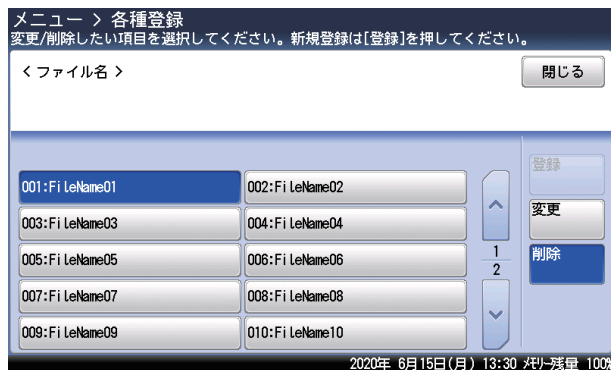 メニュー > 各種登録
変更/削除したい項目を選択してください。新規登録は[登録]を押してください。
<ファイル名>
閉じる
登録
001:FileName01
002:FileName02
変更
003:FileName03
004:FileName04
1
削除
005:FileName05
006:FileName06
2
007:FileName07
008:FileName08
009:FileName09
010:FileName10
2020年 6月15日(月) 13:30 メモリー残量 100%